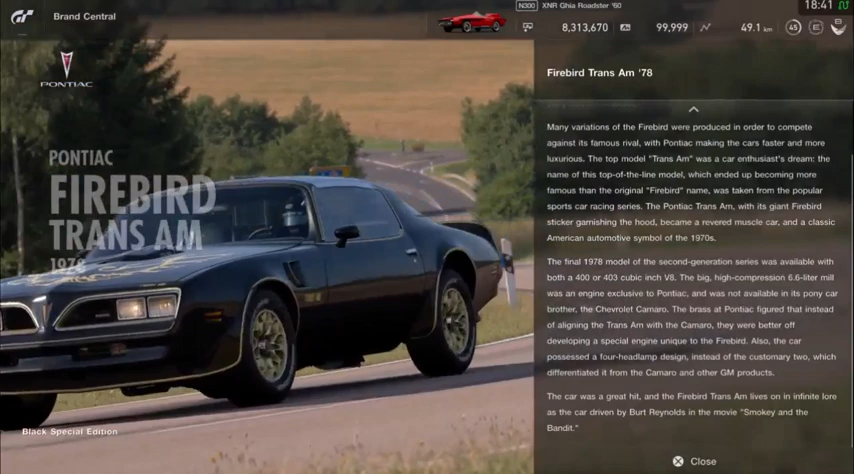 N300 XNR Ghia Roadster '60
18:41
GT Brand Central
8,313,670
99,999
49.1 km
45
E
PONTIAC
Firebird Trans Am '78
PONTIAC
FIREBIRD
TRANS AM
1978
Many variations of the Firebird were produced in order to compete
against its famous rival, with Pontiac making the cars faster and more
luxurious. The top model "Trans Am" was a car enthusiast's dream: the
name of this top-of-the-line model, which ended up becoming more
famous than the original "Firebird" name, was taken from the popular
sports car racing series. The Pontiac Trans Am, with its giant Firebird
sticker garnishing the hood, became a revered muscle car, and a classic
American automotive symbol of the 1970s.
The final 1978 model of the second-generation series was available with
both a 400 or 403 cubic inch V8. The big, high-compression 6.6-liter mill
was an engine exclusive to Pontiac, and was not available in its pony car
brother, the Chevrolet Camaro. The brass at Pontiac figured that instead
of aligning the Trans Am with the Camaro, they were better off
developing a special engine unique to the Firebird. Also, the car
possessed a four-headlamp design, instead of the customary two, which
differentiated it from the Camaro and other GM products.
The car was a great hit, and the Firebird Trans Am lives on in infinite lore
as the car driven by Burt Reynolds in the movie "Smokey and the
Bandit."
Black Special Edition
Close